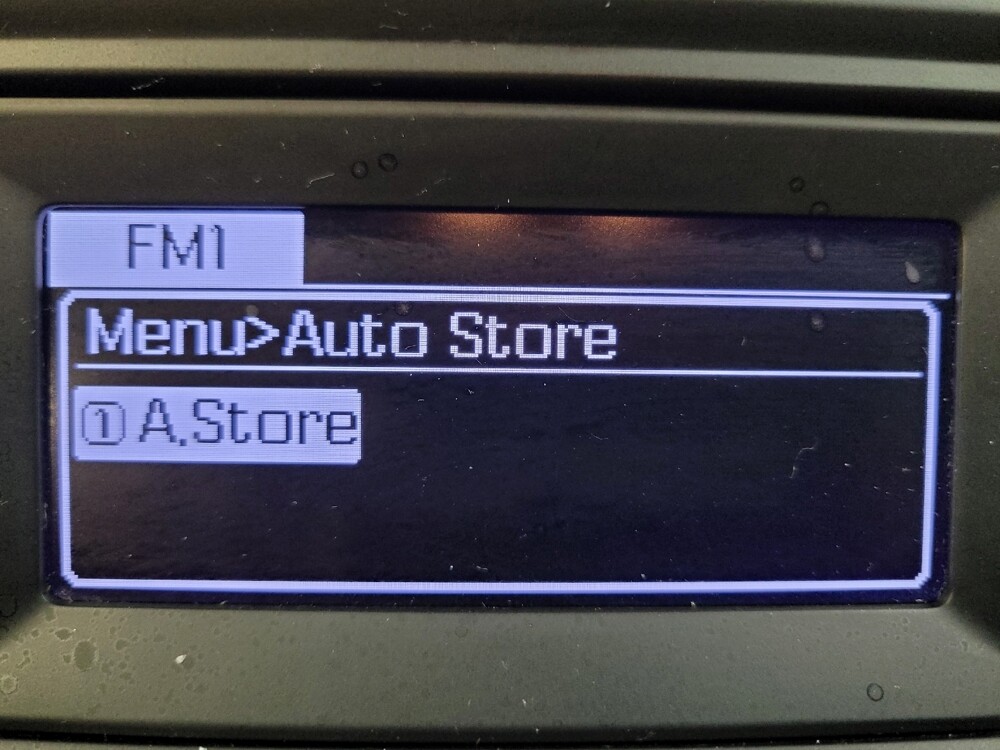 FM1
Menu>Auto Store
① A.Store